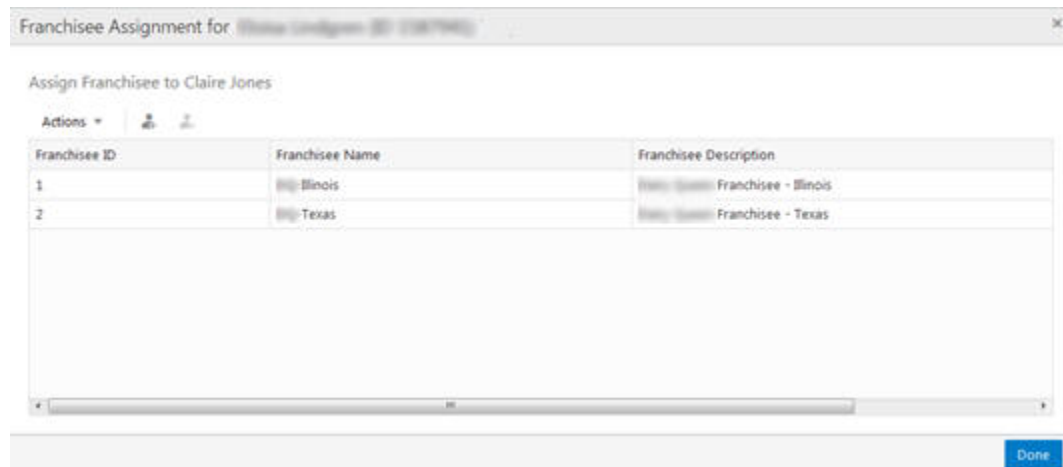 Franchisee Assignment for
Assign Franchisee to Claire Jones
Actions
Franchisee ID Franchisee Name Franchisee Description
1 Illinois Franchisee - Illinois
2 Texas Franchisee - Texas
Done